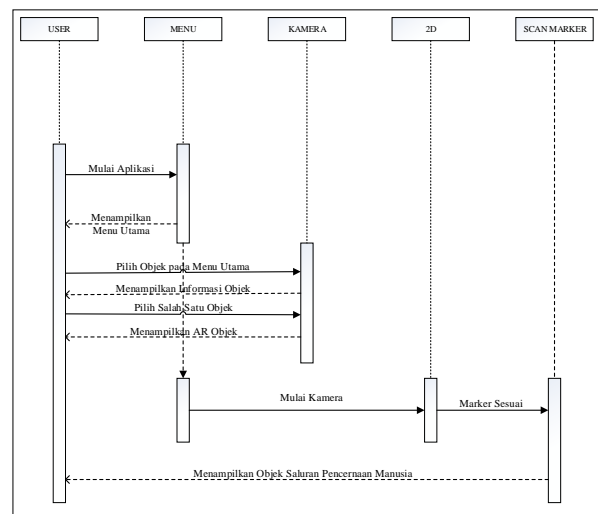 USER
MENU
KAMERA
2D
SCAN MARKER
Mulai Aplikasi
Menampilkan
Menu Utama
Pilih Objek pada Menu Utama
Menampilkan Informasi Objek
Pilih Salah Satu Objek
Menampilkan AR Objek
Mulai Kamera
Marker Sesuai
Menampilkan Objek Saluran Pencernaan Manusia